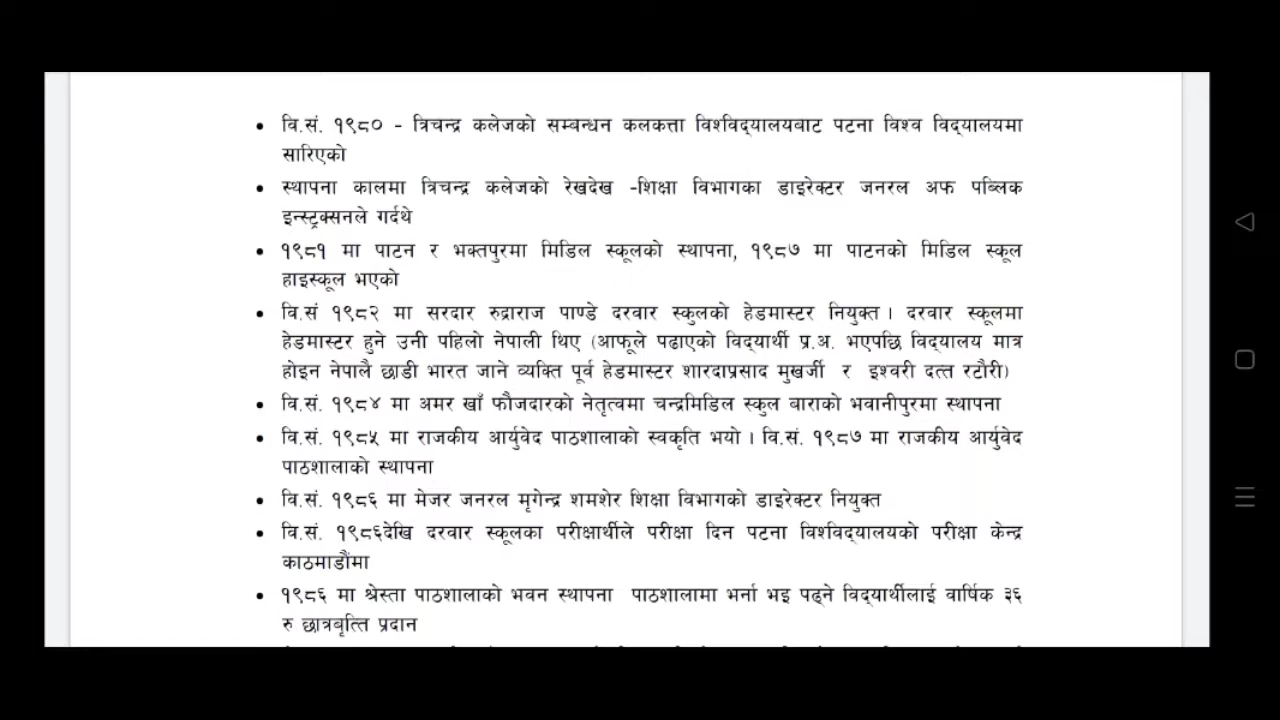 • वि.सं. १९८० - त्रिचन्द्र कलेजको सम्बन्धन कलकत्ता विश्वविद्यालयबाट पटना विश्व विद्यालयमा
सारिएको
• स्थापना कालमा त्रिचन्द्र कलेजको रेखदेख -शिक्षा विभागका डाइरेक्टर जनरल अफ पब्लिक
इन्स्ट्रक्सनले गर्दथे
• १९८१ मा पाटन र भक्तपुरमा मिडिल स्कूलको स्थापना, १९८७ मा पाटनको मिडिल स्कूल
हाइस्कूल भएको
• वि.सं १९८२ मा सरदार रुद्राराज पाण्डे दरवार स्कुलको हेडमास्टर नियुक्त। दरवार स्कूलमा
हेडमास्टर हुने उनी पहिलो नेपाली थिए (आफूले पढाएको विद्यार्थी प्र.अ. भएपछि विद्यालय मात्र
होइन नेपालै छाडी भारत जाने व्यक्ति पूर्व हेडमास्टर शारदाप्रसाद मुखर्जी र इश्वरी दत्त रटौरी)
• वि.सं. १९८४ मा अमर खाँ फौजदारको नेतृत्वमा चन्द्रमिडिल स्कुल बाराको भवानीपुरमा स्थापना
• वि.सं. १९८५ मा राजकीय आर्युवेद पाठशालाको स्वकृति भयो। वि.सं. १९८७ मा राजकीय आर्युवेद
पाठशालाको स्थापना
• वि.सं. १९८६ मा मेजर जनरल मृगेन्द्र शमशेर शिक्षा विभागको डाइरेक्टर नियुक्त
• वि.सं. १९८६देखि दरवार स्कूलका परीक्षार्थीले परीक्षा दिन पटना विश्विद्यालयको परीक्षा केन्द्र
काठमाडौंमा
• १९८६ मा श्रेस्ता पाठशालाको भवन स्थापना पाठशालामा भर्ना भइ पढ्ने विद्यार्थीलाई वार्षिक ३६
रु छात्रबृत्ति प्रदान